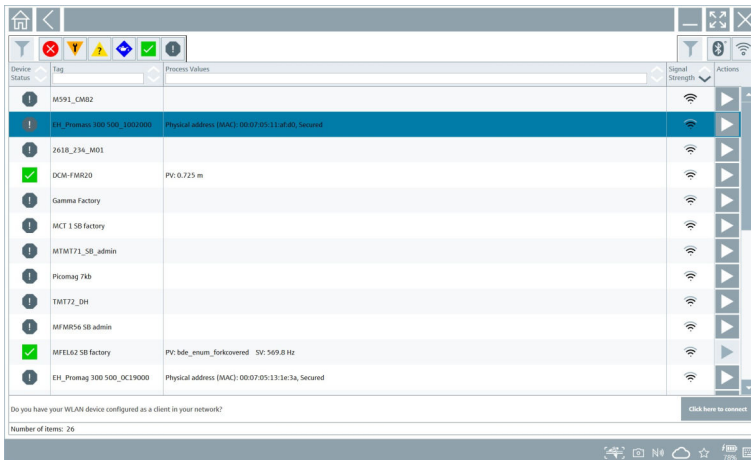 Device Status
Tag
Process Values
Signal Strength
Actions
M591_CM82
EH_Promass 300 500_1002000 Physical address (MAC): 00:07:05:11:af:d0, Secured
2618_234_M01
DCM-FMR20 PV: 0.725 m
Gamma Factory
MCT 1 SB factory
MTMT71_SB_admin
Picomag 7kb
TMT72_DH
MFMR56 SB admin
MFEL62 SB factory PV: bde_enum_forkcovered SV: 569.8 Hz
EH_Promag 300 500_0C19000 Physical address (MAC): 00:07:05:13:1e:3a, Secured
Do you have your WLAN device configured as a client in your network? Click here to connect
Number of items: 26
78%